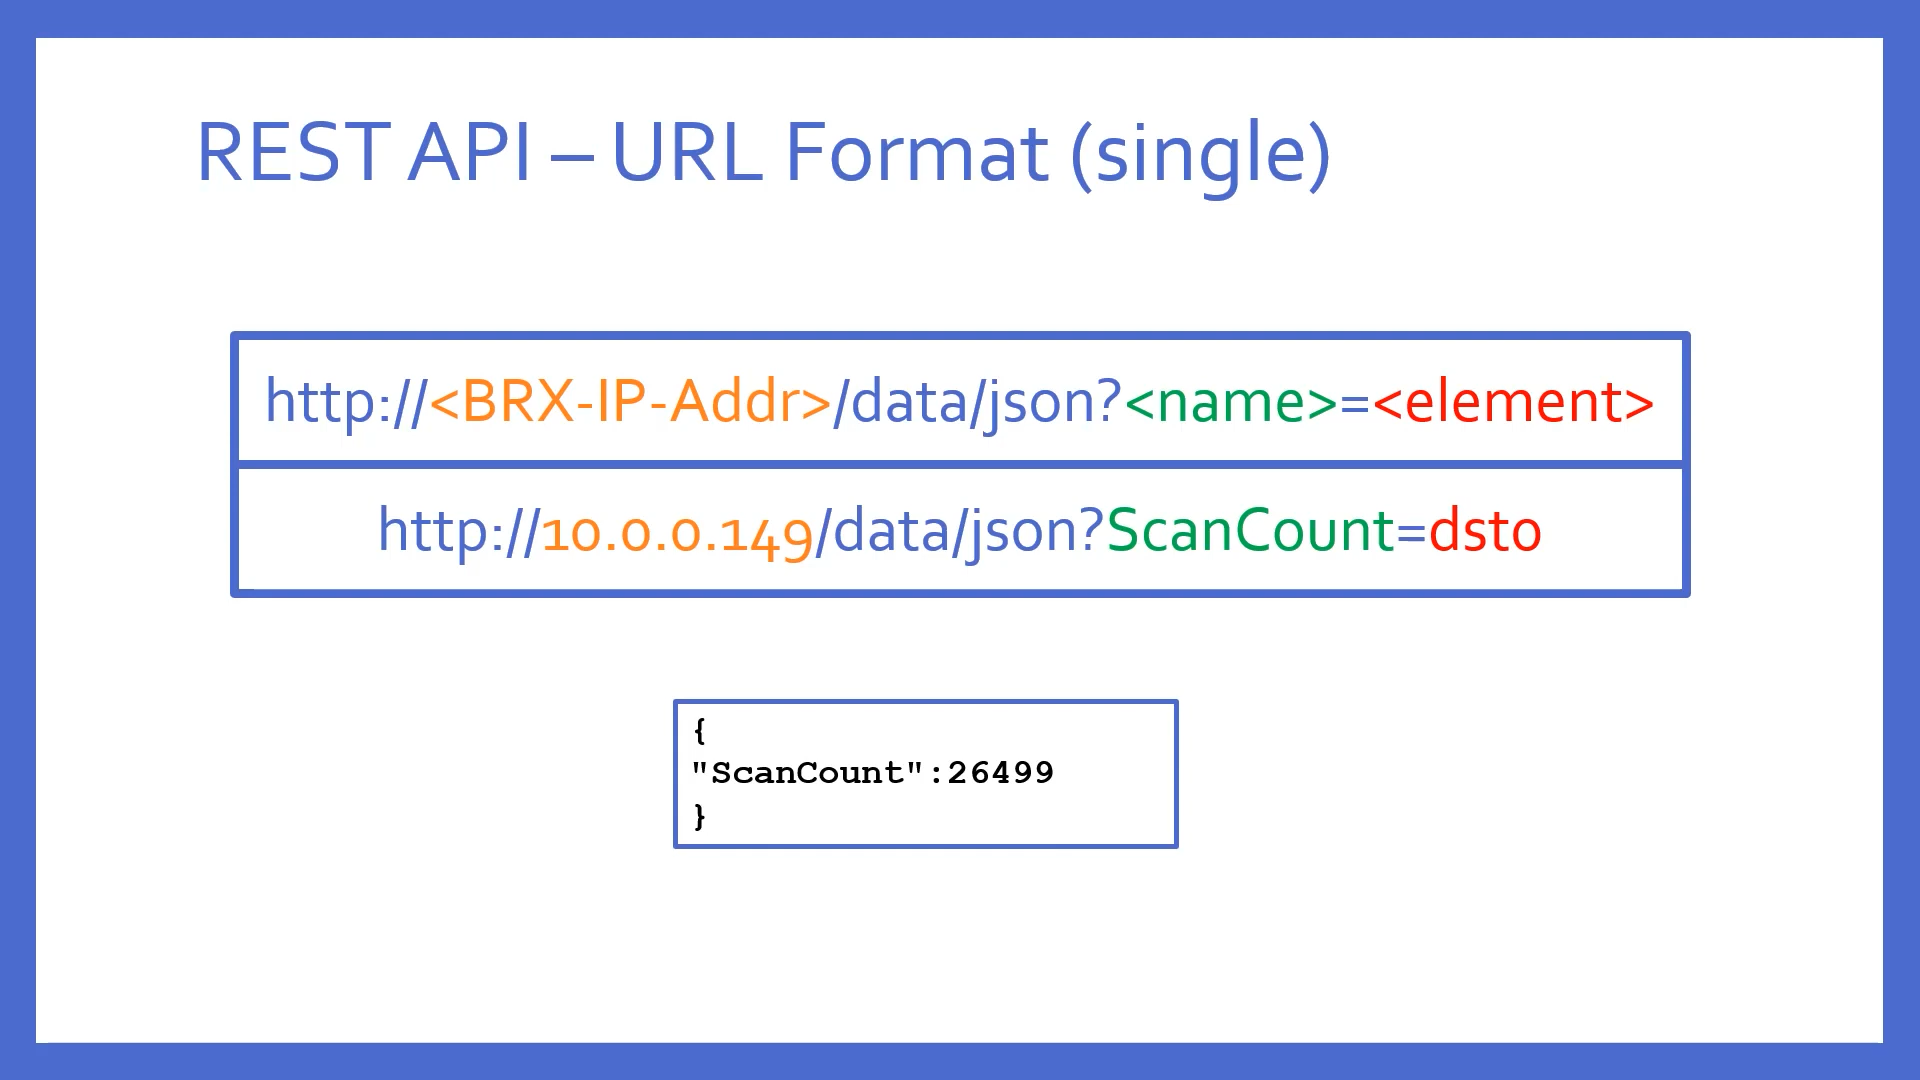 REST API – URL Format (single)
http://<BRX-IP-Addr>/data/json?<name>=<element>
http://10.0.0.149/data/json?ScanCount=dst0
{
"ScanCount":26499
}